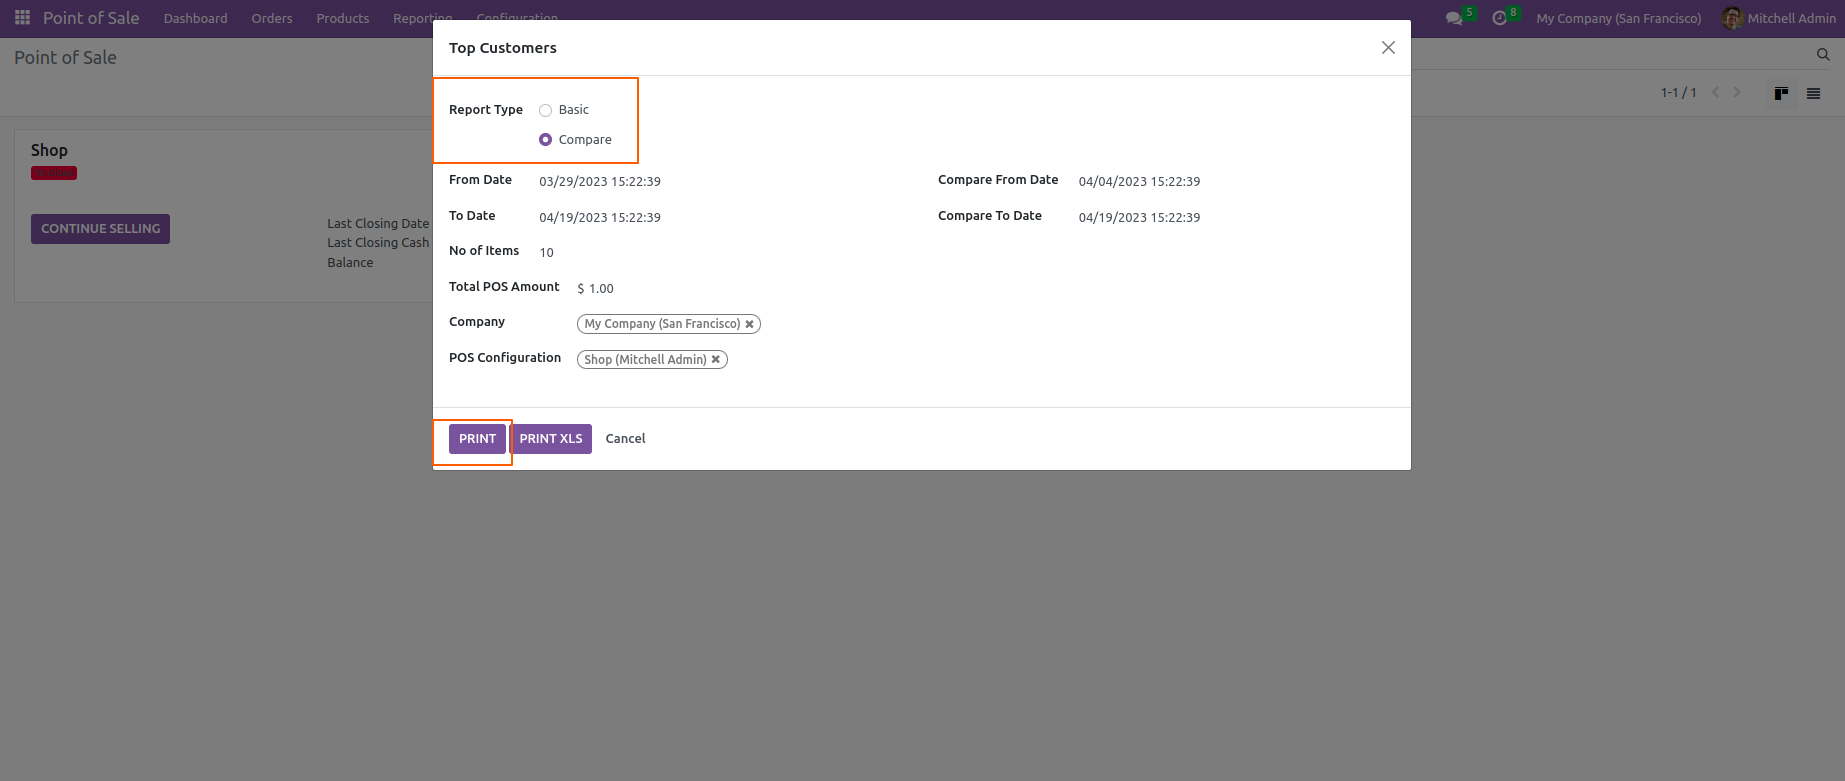 Point of Sale Dashboard Orders Products Reporting Configuration 5 8 My Company (San Francisco) Mitchell Admin
Point of Sale
1-1 / 1
Shop
CONTINUE SELLING
Last Closing Date
Last Closing Cash
Balance
Top Customers
Report Type Basic
Compare
From Date 03/29/2023 15:22:39 Compare From Date 04/04/2023 15:22:39
To Date 04/19/2023 15:22:39 Compare To Date 04/19/2023 15:22:39
No of Items 10
Total POS Amount $ 1.00
Company My Company (San Francisco)
POS Configuration Shop (Mitchell Admin)
PRINT PRINT XLS Cancel